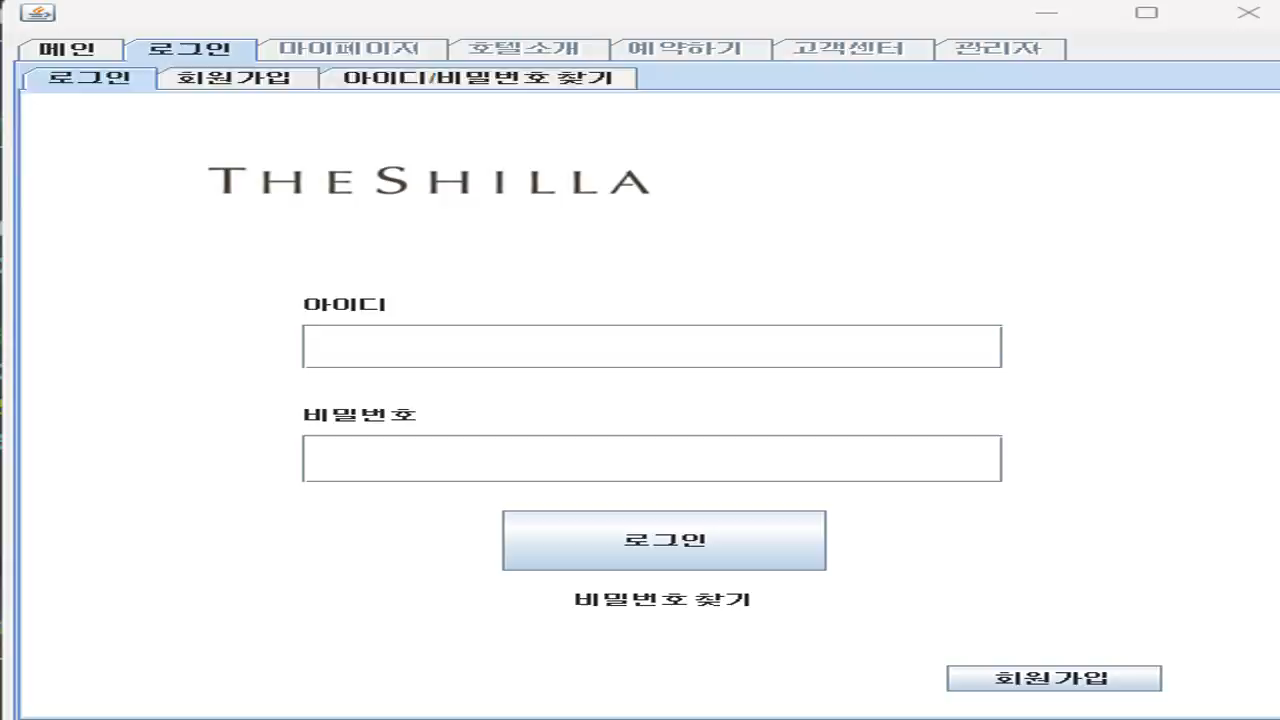 메인 로그인 마이페이지 호텔소개 예약하기 고객센터 관리자
로그인 회원가입 아이디/비밀번호 찾기
THE SHILLA
아이디
비밀번호
로그인
비밀번호 찾기
회원가입